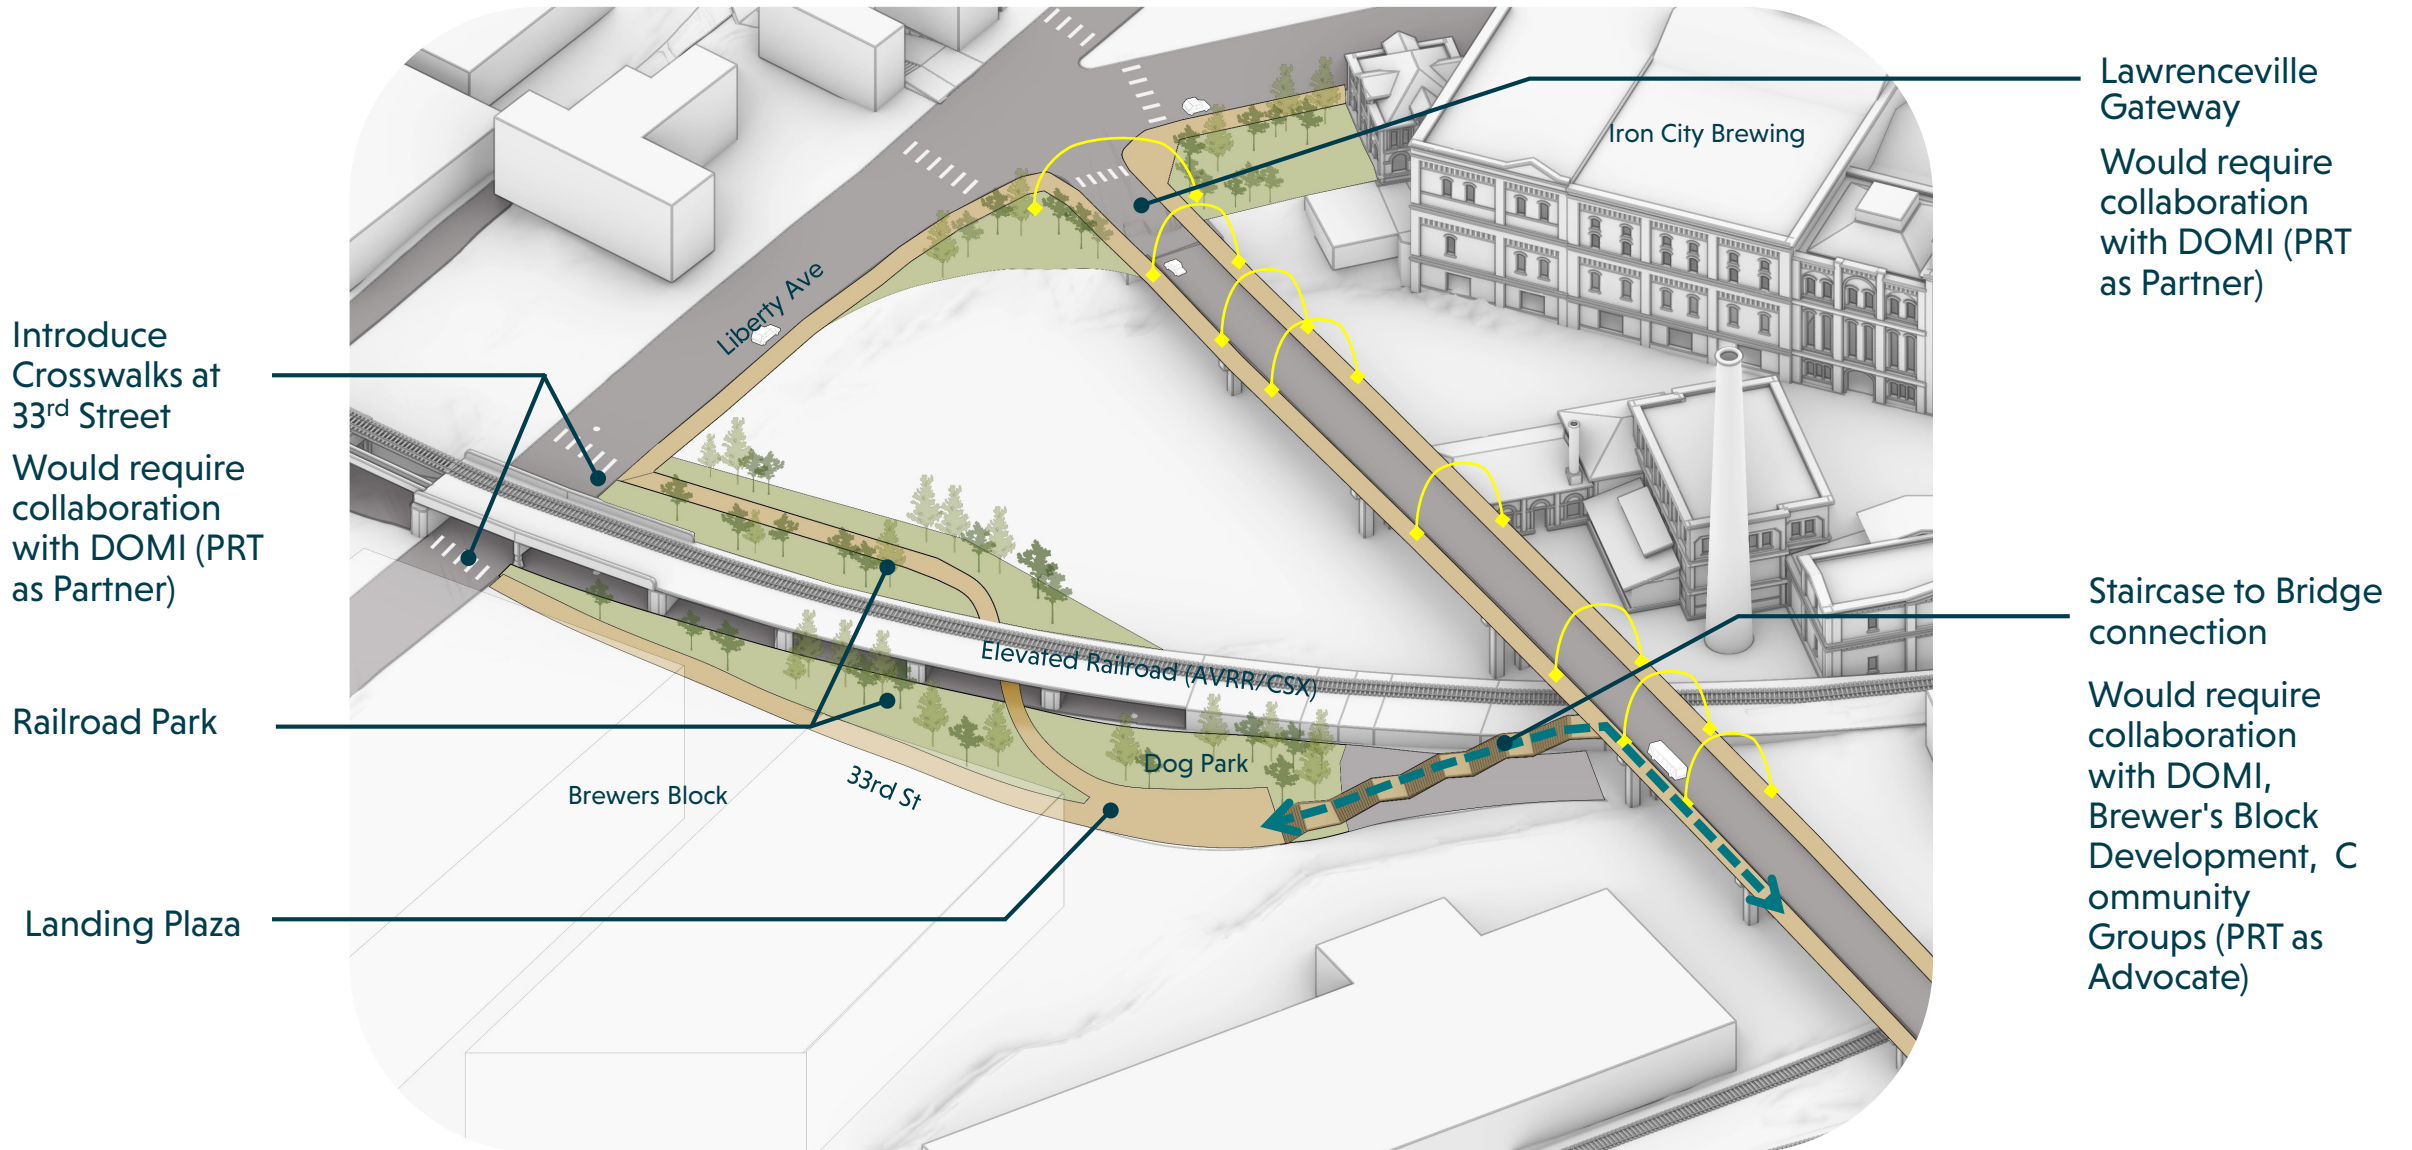 Lawrenceville
Gateway
Would require
collaboration
with DOMI (PRT
as Partner)
Iron City Brewing
Liberty Ave
Introduce
Crosswalks at
33rd Street
Would require
collaboration
with DOMI (PRT
as Partner)
Railroad Park
Landing Plaza
Elevated Railroad (AVRR/CSX)
Dog Park
33rd St
Brewers Block
Staircase to Bridge
connection
Would require
collaboration
with DOMI,
Brewer's Block
Development,  C
ommunity
Groups (PRT as
Advocate)